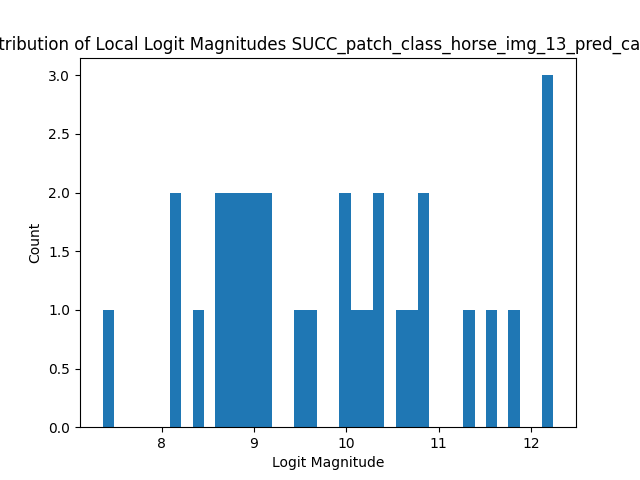 tribution of Local Logit Magnitudes SUCC_patch_class_horse_img_13_pred_ca
3.0
2.5
2.0
1.5
1.0
0.5
0.0
Count
8 9 10 11 12
Logit Magnitude